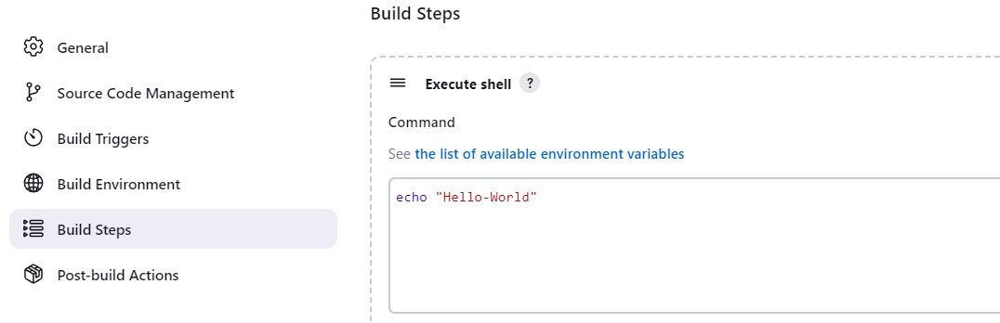 General
Source Code Management
Build Triggers
Build Environment
Build Steps
Post-build Actions
Build Steps
Execute shell ?
Command
See the list of available environment variables
echo "Hello-World"